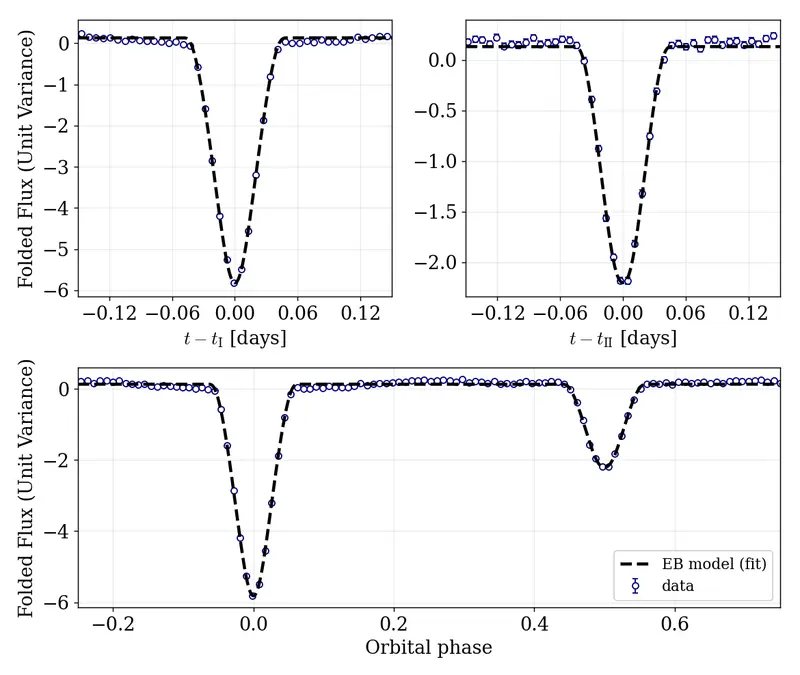 Folded Flux (Unit Variance)
0
−1
−2
−3
−4
−5
−6
−0.12 −0.06 0.00 0.06 0.12
t − t_I [days]
0.0
−0.5
−1.0
−1.5
−2.0
−0.12 −0.06 0.00 0.06 0.12
t − t_II [days]
Folded Flux (Unit Variance)
0
−2
−4
−6
−0.2 0.0 0.2 0.4 0.6
Orbital phase
EB model (fit)
data